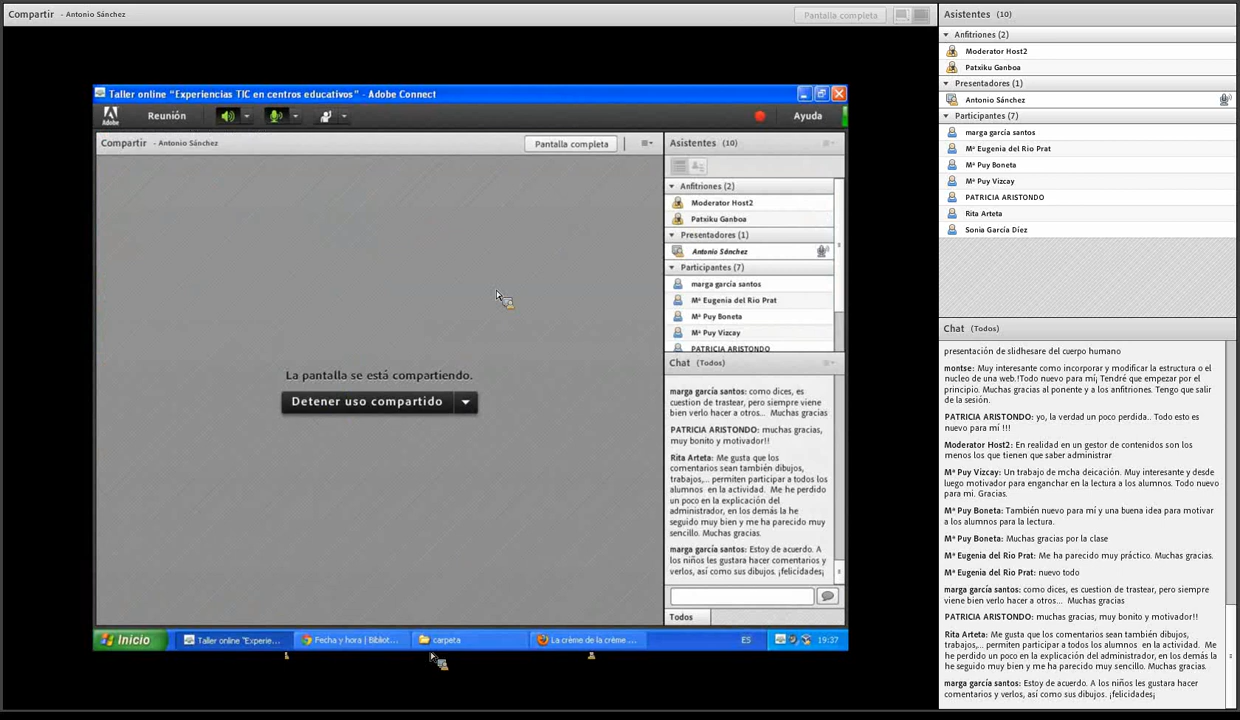 Compartir - Antonio Sánchez
Pantalla completa
Taller online "Experiencias TIC en centros educativos" - Adobe Connect
Adobe
Reunión
Ayuda
Compartir - Antonio Sánchez
Pantalla completa
La pantalla se está compartiendo.
Detener uso compartido
Asistentes (10)
Anfitriones (2)
Moderator Host2
Patxiku Ganboa
Presentadores (1)
Antonio Sánchez
Participantes (7)
marga garcía santos
Mª Eugenia del Rio Prat
Mª Puy Boneta
Mª Puy Vizcay
PATRICIA ARISTONDO
Chat (Todos)
marga garcía santos: como dices, es
cuestion de trastear, pero siempre viene
bien verlo hacer a otros... Muchas gracias
PATRICIA ARISTONDO: muchas gracias,
muy bonito y motivador!!
Rita Arteta: Me gusta que los
comentarios sean también dibujos,
trabajos,... permiten participar a todos los
alumnos en la actividad. Me he perdido
un poco en la explicación del
administrador, en los demás la he
seguido muy bien y me ha parecido muy
sencillo. Muchas gracias.
marga garcía santos: Estoy de acuerdo. A
los niños les gustara hacer comentarios y
verlos, así como sus dibujos. ¡felicidades¡
Todos
Inicio
Taller online "Experie...
Fecha y hora | Bibliot...
carpeta
La crème de la crème ...
ES
19:37
Asistentes (10)
Anfitriones (2)
Moderator Host2
Patxiku Ganboa
Presentadores (1)
Antonio Sánchez
Participantes (7)
marga garcía santos
Mª Eugenia del Rio Prat
Mª Puy Boneta
Mª Puy Vizcay
PATRICIA ARISTONDO
Rita Arteta
Sonia García Díez
Chat (Todos)
presentación de slidhesare del cuerpo humano
montse: Muy interesante como incorporar y modificar la estructura o el
nucleo de una web.!Todo nuevo para mí¡ Tendré que empezar por el
principio. Muchas gracias al ponente y a los anfitriones. Tengo que salir
de la sesión.
PATRICIA ARISTONDO: yo, la verdad un poco perdida.. Todo esto es
nuevo para mí !!!
Moderator Host2: En realidad en un gestor de contenidos son los
menos los que tienen que saber administrar
Mª Puy Vizcay: Un trabajo de mcha deicación. Muy interesante y desde
luego motivador para enganchar en la lectura a los alumnos. Todo nuevo
para mi. Gracias.
Mª Puy Boneta: También nuevo para mí y una buena idea para motivar
a los alumnos para la lectura.
Mª Puy Boneta: Muchas gracias por la clase
Mª Eugenia del Rio Prat: Me ha parecido muy práctico. Muchas gracias.
Mª Eugenia del Rio Prat: nuevo todo
marga garcía santos: como dices, es cuestion de trastear, pero siempre
viene bien verlo hacer a otros... Muchas gracias
PATRICIA ARISTONDO: muchas gracias, muy bonito y motivador!!
Rita Arteta: Me gusta que los comentarios sean también dibujos,
trabajos,... permiten participar a todos los alumnos en la actividad. Me
he perdido un poco en la explicación del administrador, en los demás la
he seguido muy bien y me ha parecido muy sencillo. Muchas gracias.
marga garcía santos: Estoy de acuerdo. A los niños les gustara hacer
comentarios y verlos, así como sus dibujos. ¡felicidades¡